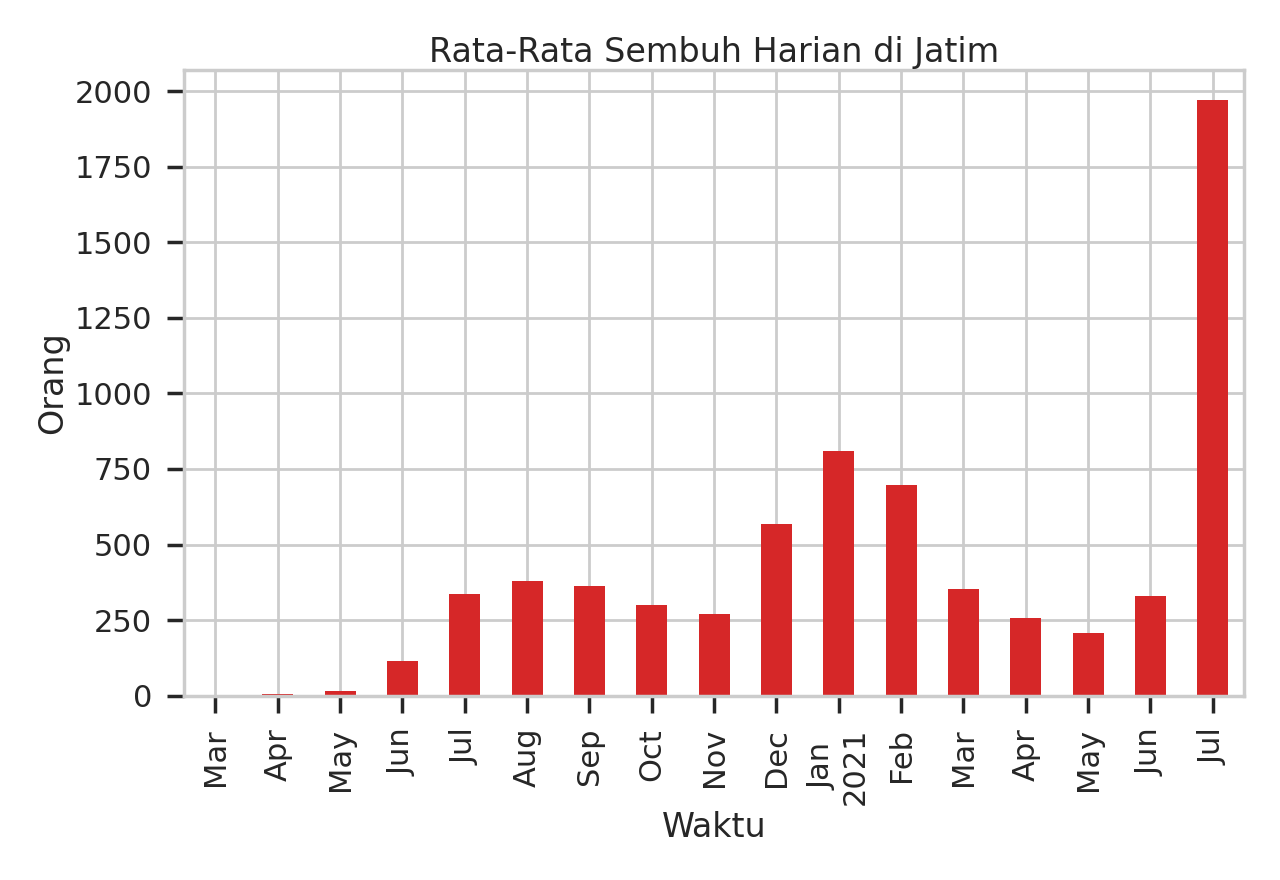 Rata-Rata Sembuh Harian di Jatim
2000
1750
1500
1250
1000
750
500
250
0
Orang
Mar
Apr
May
Jun
Jul
Aug
Sep
Oct
Nov
Dec
Jan
2021
Feb
Mar
Apr
May
Jun
Jul
Waktu